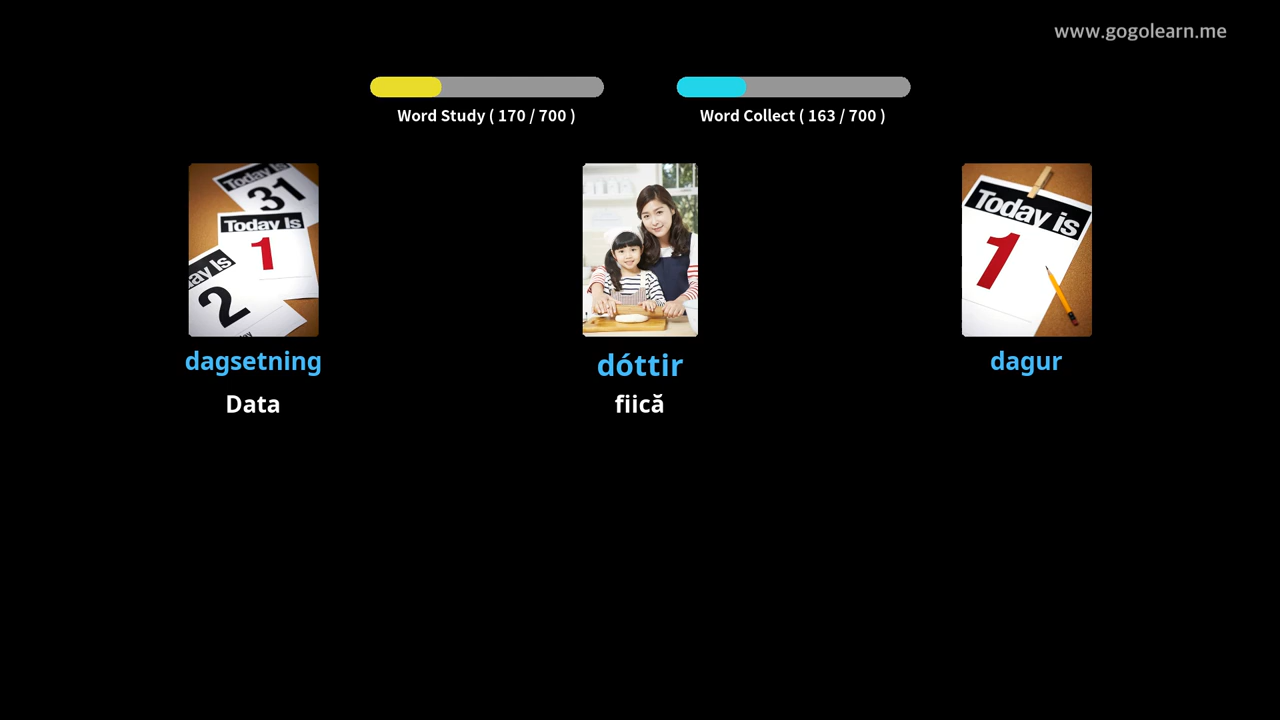 www.gogolearn.me
Word Study ( 170 / 700 )
Word Collect ( 163 / 700 )
Today Is
31
Today Is
1
ay Is
2
Today is
1
dagsetning
dóttir
dagur
Data
fiică